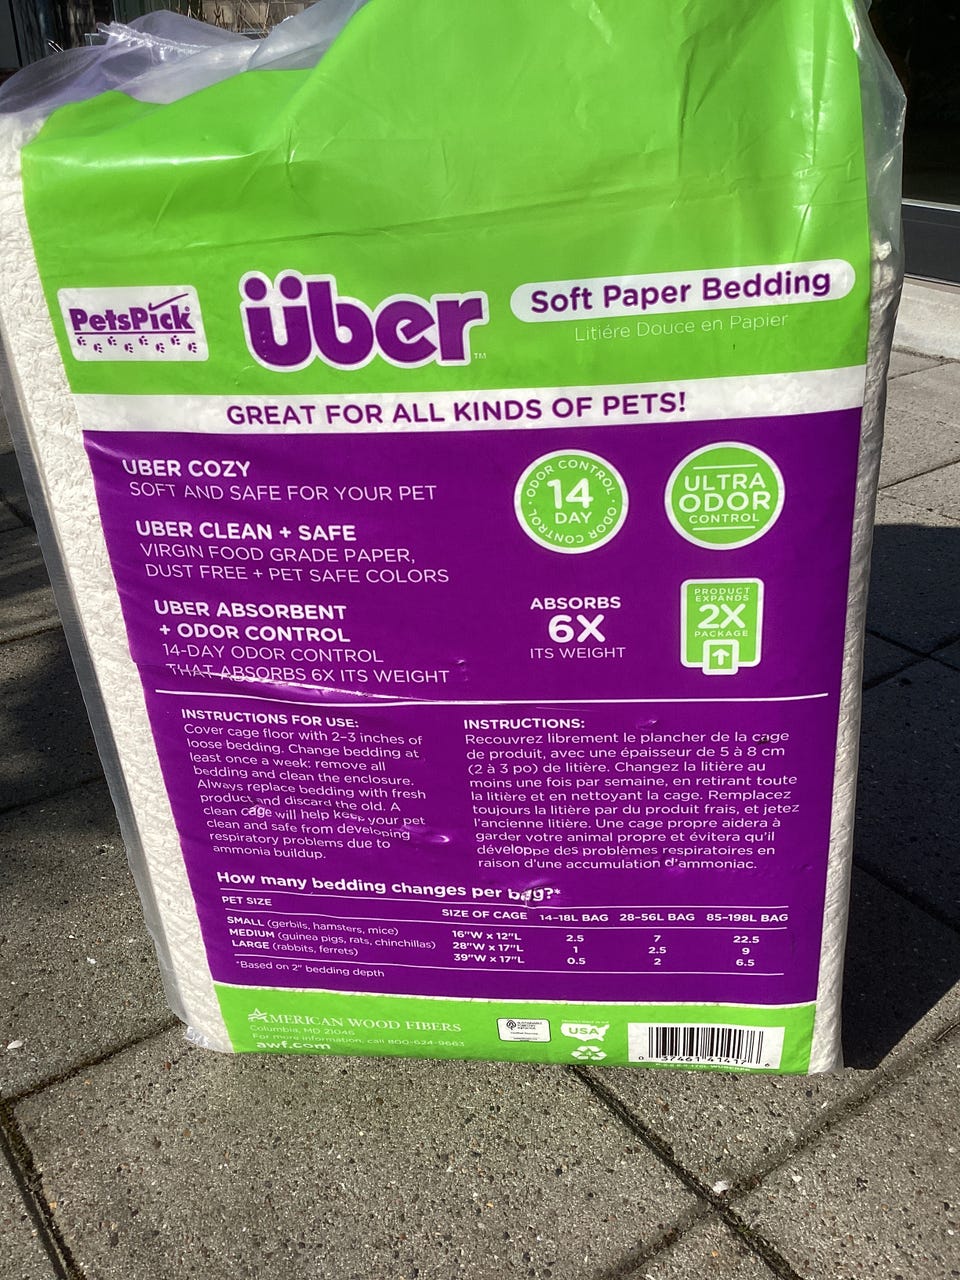 PetsPick
über™
Soft Paper Bedding
Litiére Douce en Papier
GREAT FOR ALL KINDS OF PETS!
UBER COZY
SOFT AND SAFE FOR YOUR PET
UBER CLEAN + SAFE
VIRGIN FOOD GRADE PAPER,
DUST FREE + PET SAFE COLORS
UBER ABSORBENT
+ ODOR CONTROL
14-DAY ODOR CONTROL
THAT ABSORBS 6X ITS WEIGHT
ODOR CONTROL · ODOR CONTROL ·
14
DAY
ULTRA
ODOR
CONTROL
ABSORBS
6X
ITS WEIGHT
PRODUCT
EXPANDS
2X
PACKAGE
INSTRUCTIONS FOR USE:
Cover cage floor with 2–3 inches of
loose bedding. Change bedding at
least once a week: remove all
bedding and clean the enclosure.
Always replace bedding with fresh
product and discard the old. A
clean cage will help keep your pet
clean and safe from developing
respiratory problems due to
ammonia buildup.
INSTRUCTIONS:
Recouvrez librement le plancher de la cage
de produit, avec une épaisseur de 5 à 8 cm
(2 à 3 po) de litière. Changez la litière au
moins une fois par semaine, en retirant toute
la litière et en nettoyant la cage. Remplacez
toujours la litière par du produit frais, et jetez
l'ancienne litière. Une cage propre aidera à
garder votre animal propre et évitera qu'il
développe des problèmes respiratoires en
raison d'une accumulation d'ammoniac.
How many bedding changes per bag?*
PET SIZE SIZE OF CAGE 14-18L BAG 28-56L BAG 85-198L BAG
SMALL (gerbils, hamsters, mice) 16"W x 12"L 2.5 7 22.5
MEDIUM (guinea pigs, rats, chinchillas) 28"W x 17"L 1 2.5 9
LARGE (rabbits, ferrets) 39"W x 17"L 0.5 2 6.5
*Based on 2" bedding depth
AMERICAN WOOD FIBERS
Columbia, MD 21046
For more information, call 800-624-9663
awf.com
USA
0 37461 41417 6